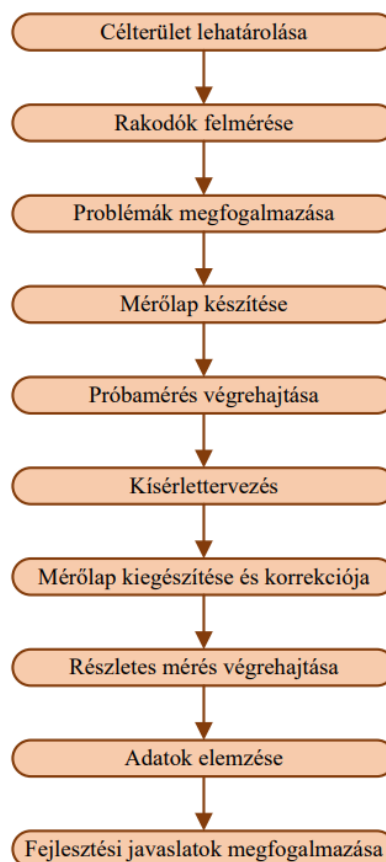 Célterület lehatárolása
Rakodók felmérése
Problémák megfogalmazása
Mérőlap készítése
Próbamérés végrehajtása
Kísérlettervezés
Mérőlap kiegészítése és korrekciója
Részletes mérés végrehajtása
Adatok elemzése
Fejlesztési javaslatok megfogalmazása